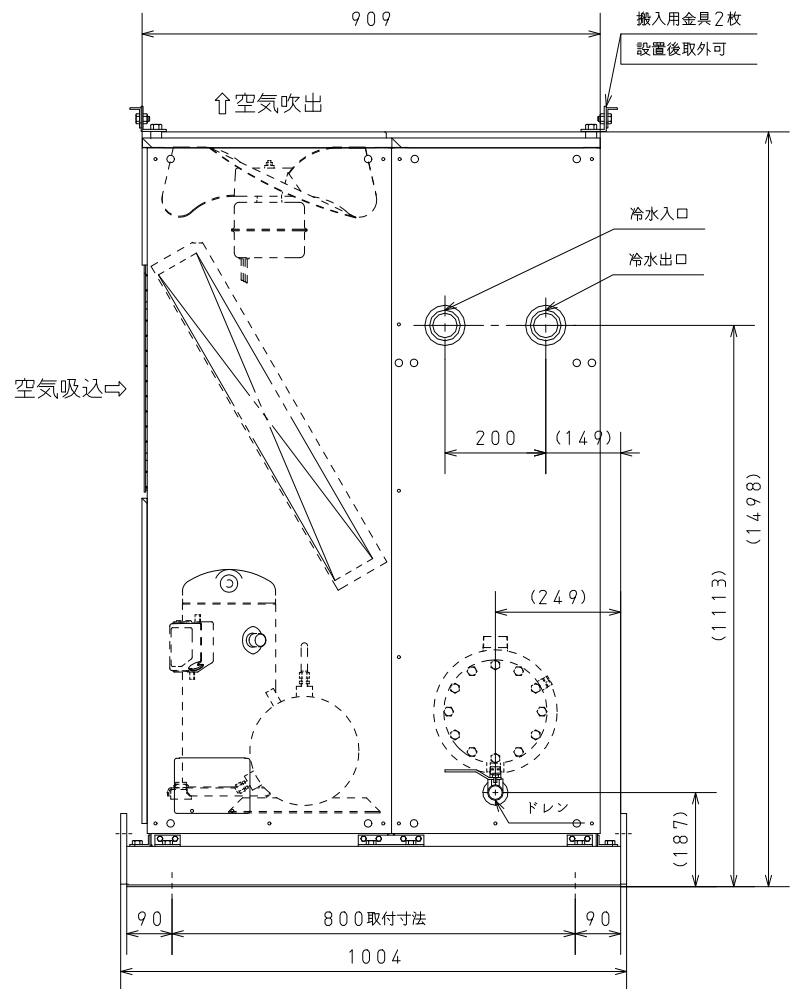 909
搬入用金具2枚
設置後取外可
⇧空気吹出
冷水入口
冷水出口
空気吸込⇨
200
(149)
(1498)
(249)
(1113)
ドレン
(187)
90
800取付寸法
90
1004